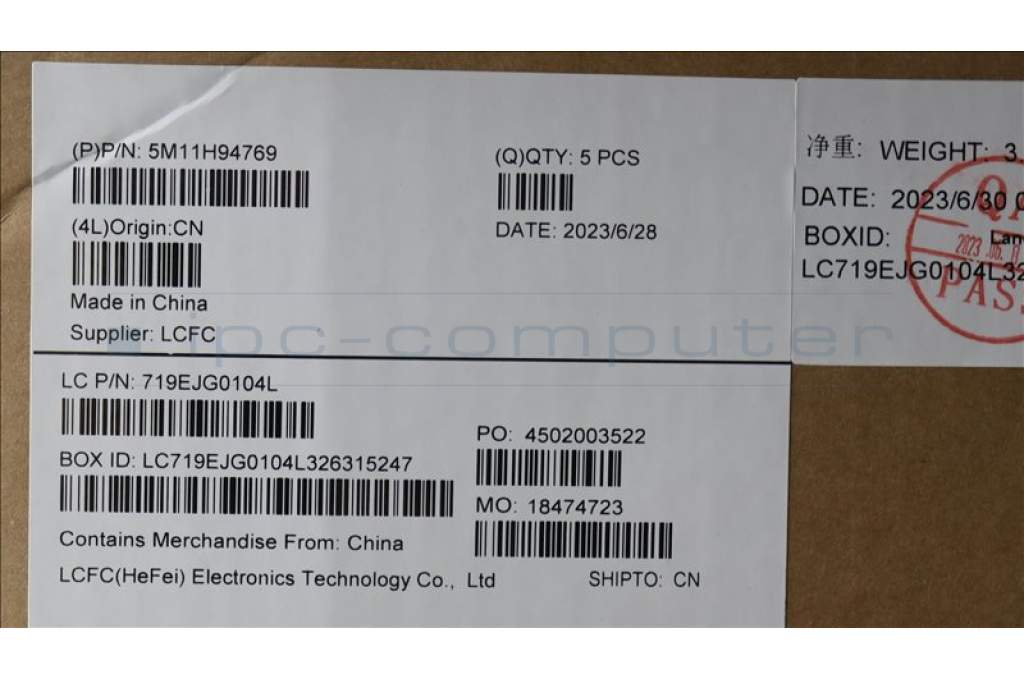 (P)P/N: 5M11H94769
(Q)QTY: 5 PCS
(4L)Origin:CN
DATE: 2023/6/28
Made in China
Supplier: LCFC
LC P/N: 719EJG0104L
PO: 4502003522
BOX ID: LC719EJG0104L326315247
MO: 18474723
Contains Merchandise From: China
LCFC(HeFei) Electronics Technology Co., Ltd
SHIPTO: CN
净重: WEIGHT: 3
DATE: 2023/6/30
BOXID:
LC719EJG0104L32
PASS
ipc-computer